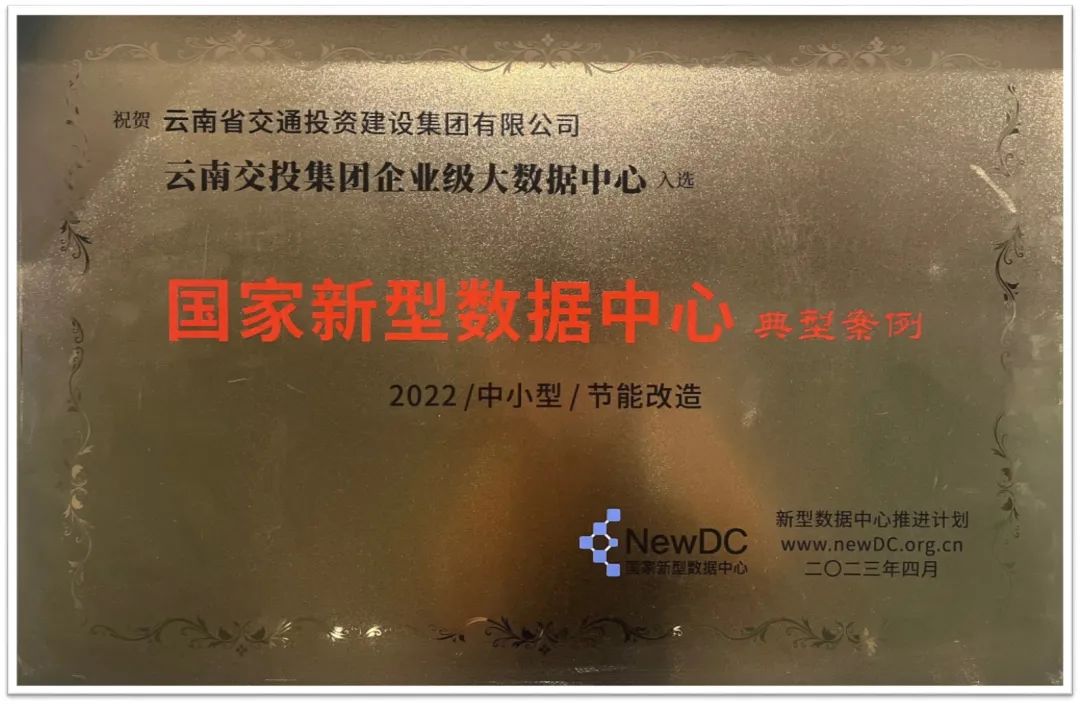 祝贺 云南省交通投资建设集团有限公司
云南交投集团企业级大数据中心 入选
国家新型数据中心 典型案例
2022/中小型/节能改造
NewDC
国家新型数据中心
新型数据中心推进计划
www.newDC.org.cn
二〇二三年四月